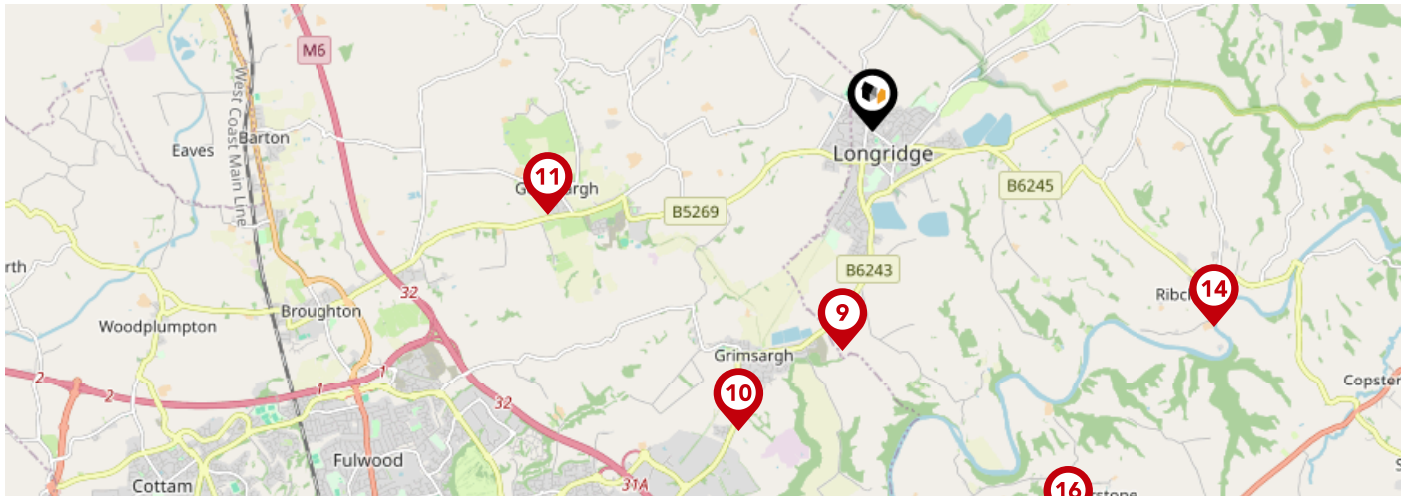 M6
West Coast Main Line
Barton
Eaves
Longridge
11
B6245
B5269
B6243
rth
32
Broughton
Woodplumpton
14
9
Grimsargh
2
2
1
1
10
32
Copster
Fulwood
Cottam
31A
16